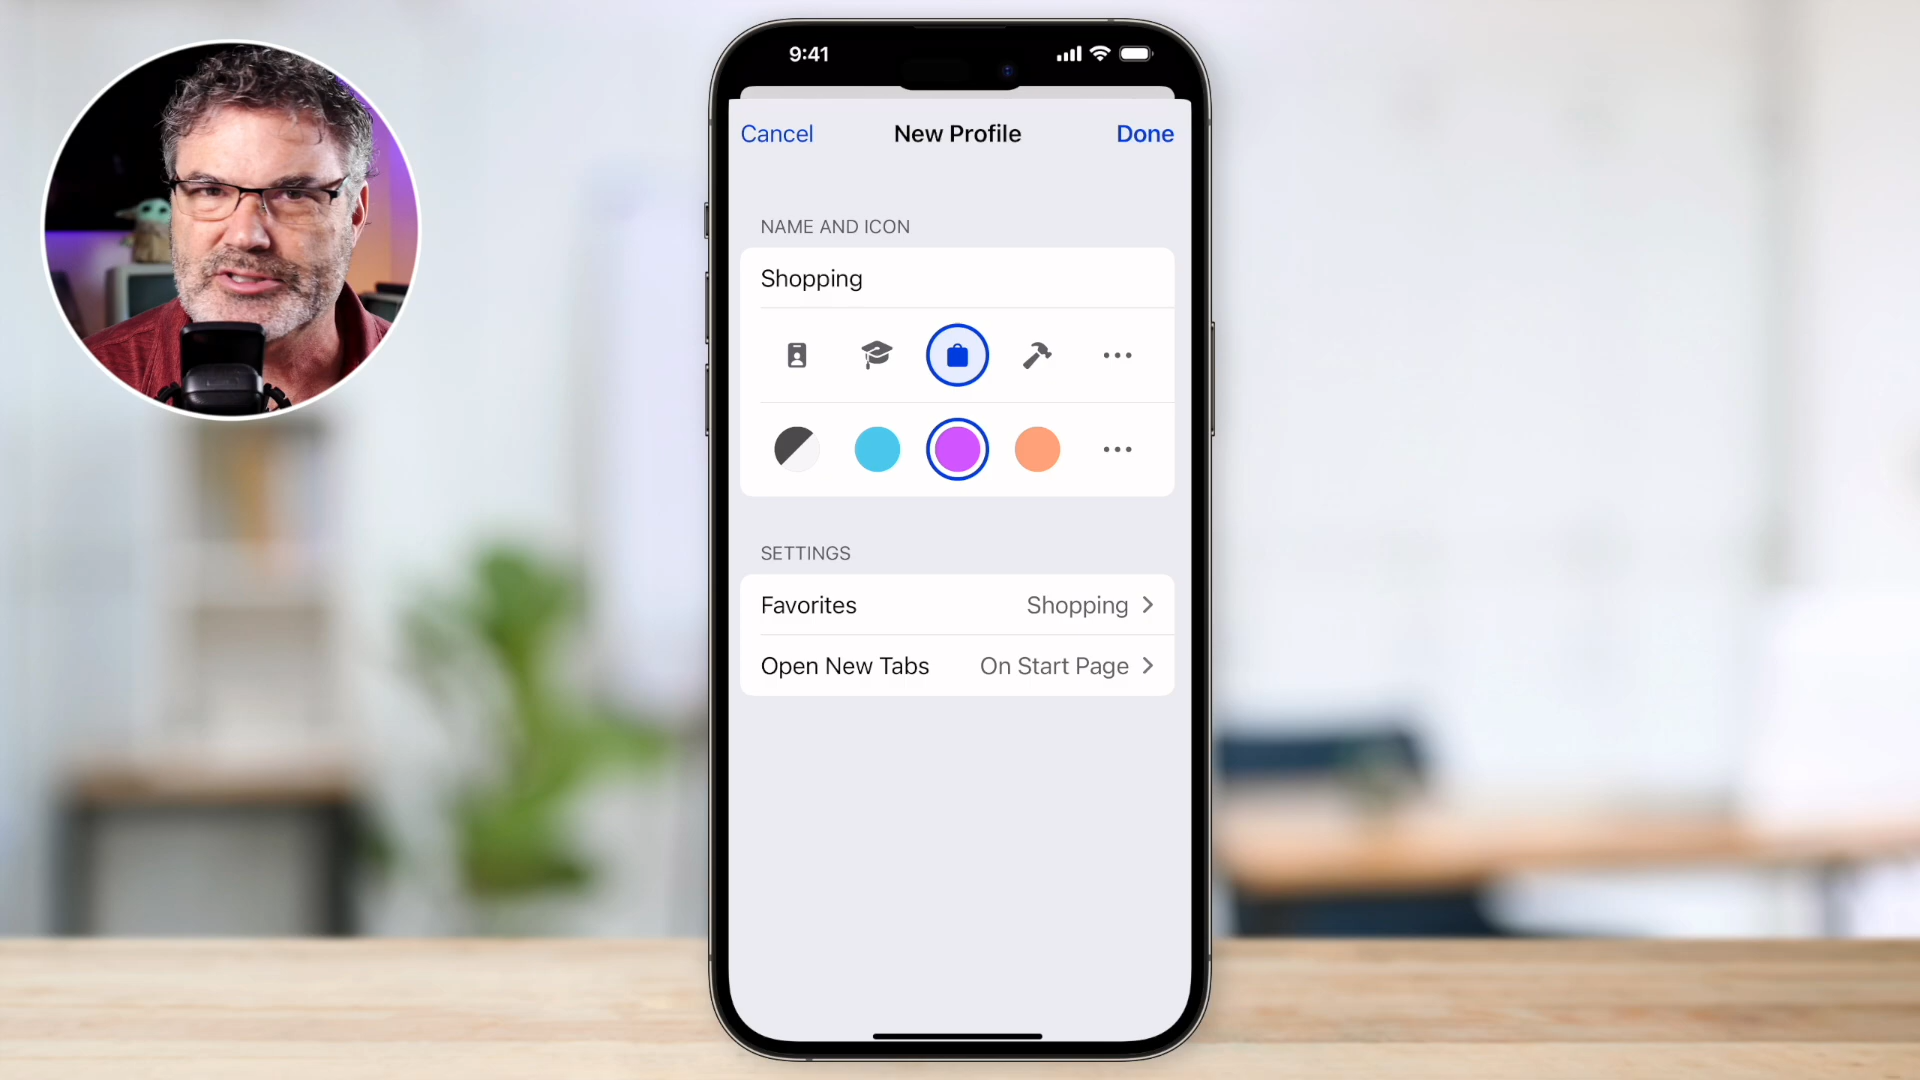 9:41
Cancel New Profile Done
NAME AND ICON
Shopping
SETTINGS
Favorites Shopping
Open New Tabs On Start Page